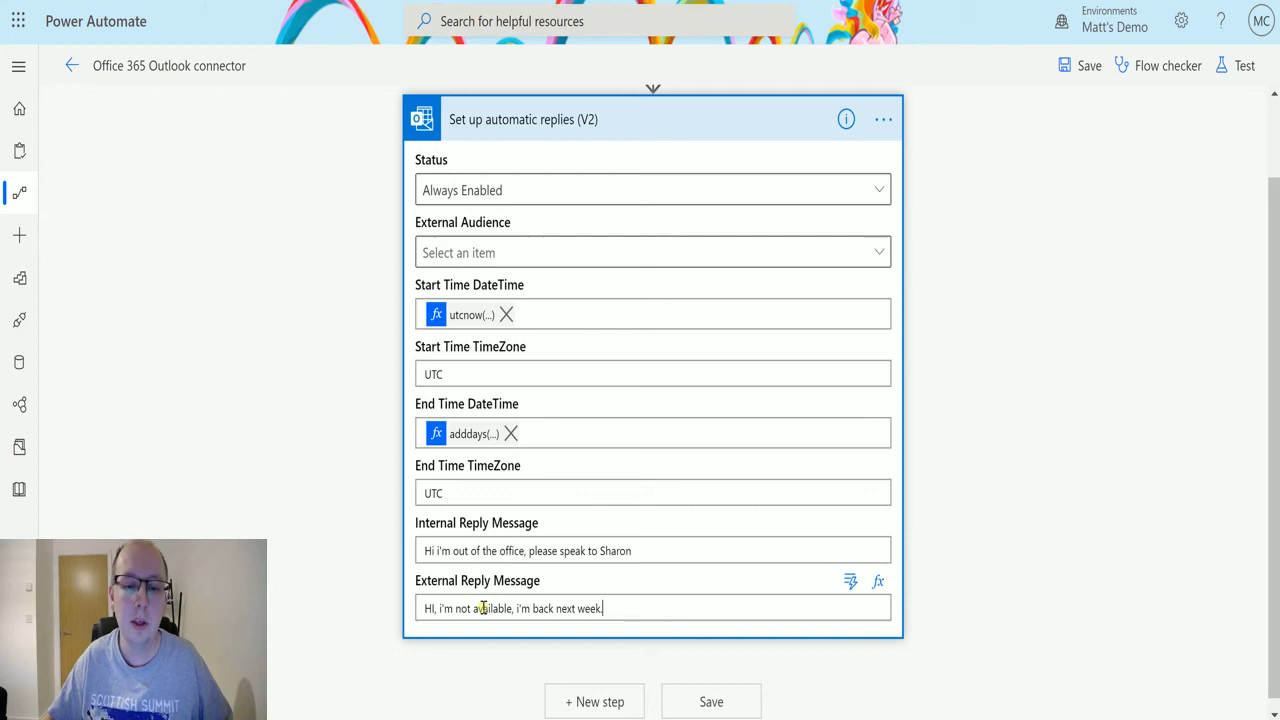 Power Automate
Search for helpful resources
Environments
Matt's Demo
MC
Office 365 Outlook connector
Save
Flow checker
Test
Set up automatic replies (V2)
Status
Always Enabled
External Audience
Select an item
Start Time DateTime
fx utcnow(...)
Start Time TimeZone
UTC
End Time DateTime
fx adddays(...)
End Time TimeZone
UTC
Internal Reply Message
Hi i'm out of the office, please speak to Sharon
External Reply Message
fx
HI, i'm not available, i'm back next week.
+ New step
Save
SCOTTISH SUMMIT